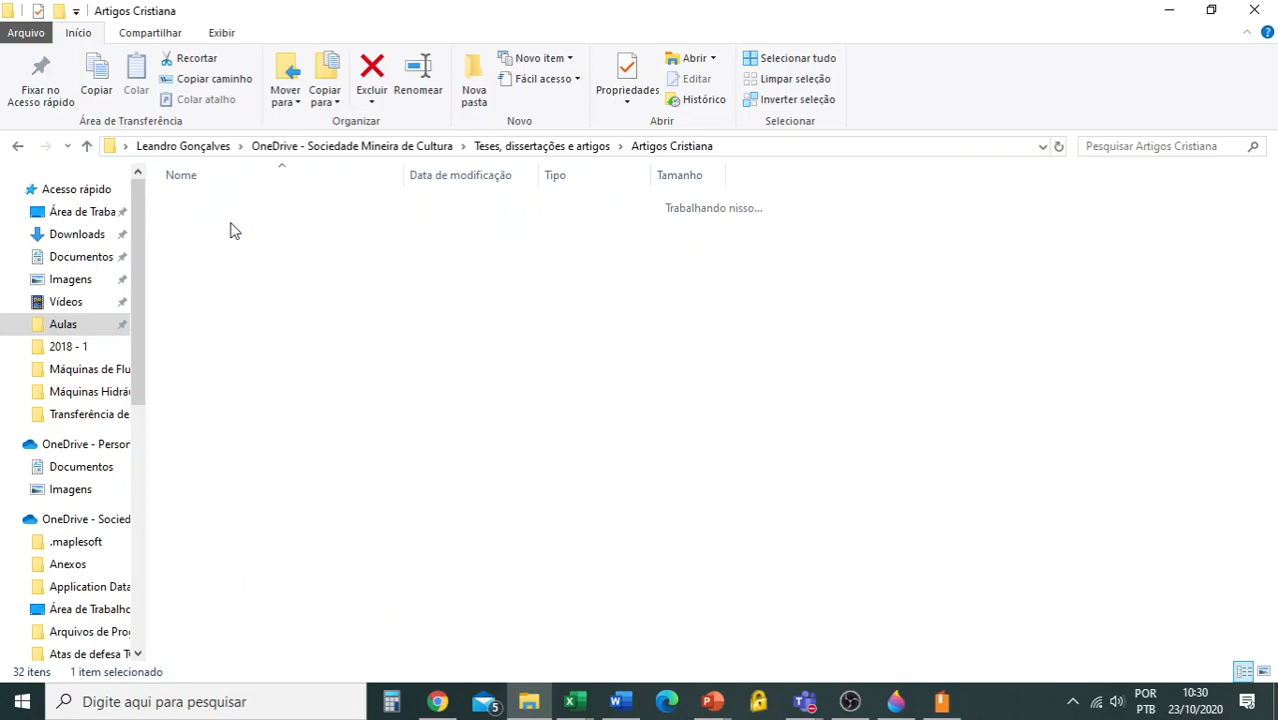 Artigos Cristiana
Arquivo Início Compartilhar Exibir
Fixar no Acesso rápido
Copiar
Colar
Recortar
Copiar caminho
Colar atalho
Mover para
Copiar para
Excluir
Renomear
Nova pasta
Novo item
Fácil acesso
Propriedades
Abrir
Editar
Histórico
Selecionar tudo
Limpar seleção
Inverter seleção
Área de Transferência Organizar Novo Abrir Selecionar
Leandro Gonçalves OneDrive - Sociedade Mineira de Cultura Teses, dissertações e artigos Artigos Cristiana Pesquisar Artigos Cristiana
Nome Data de modificação Tipo Tamanho
Trabalhando nisso...
Acesso rápido
Área de Traba
Downloads
Documentos
Imagens
Vídeos
Aulas
2018 - 1
Máquinas de Flu
Máquinas Hidrá
Transferência de
OneDrive - Person
Documentos
Imagens
OneDrive - Socied
.maplesoft
Anexos
Application Data
Área de Trabalho
Arquivos de Prog
Atas de defesa T
32 itens 1 item selecionado
Digite aqui para pesquisar
5
POR
PTB
10:30
23/10/2020